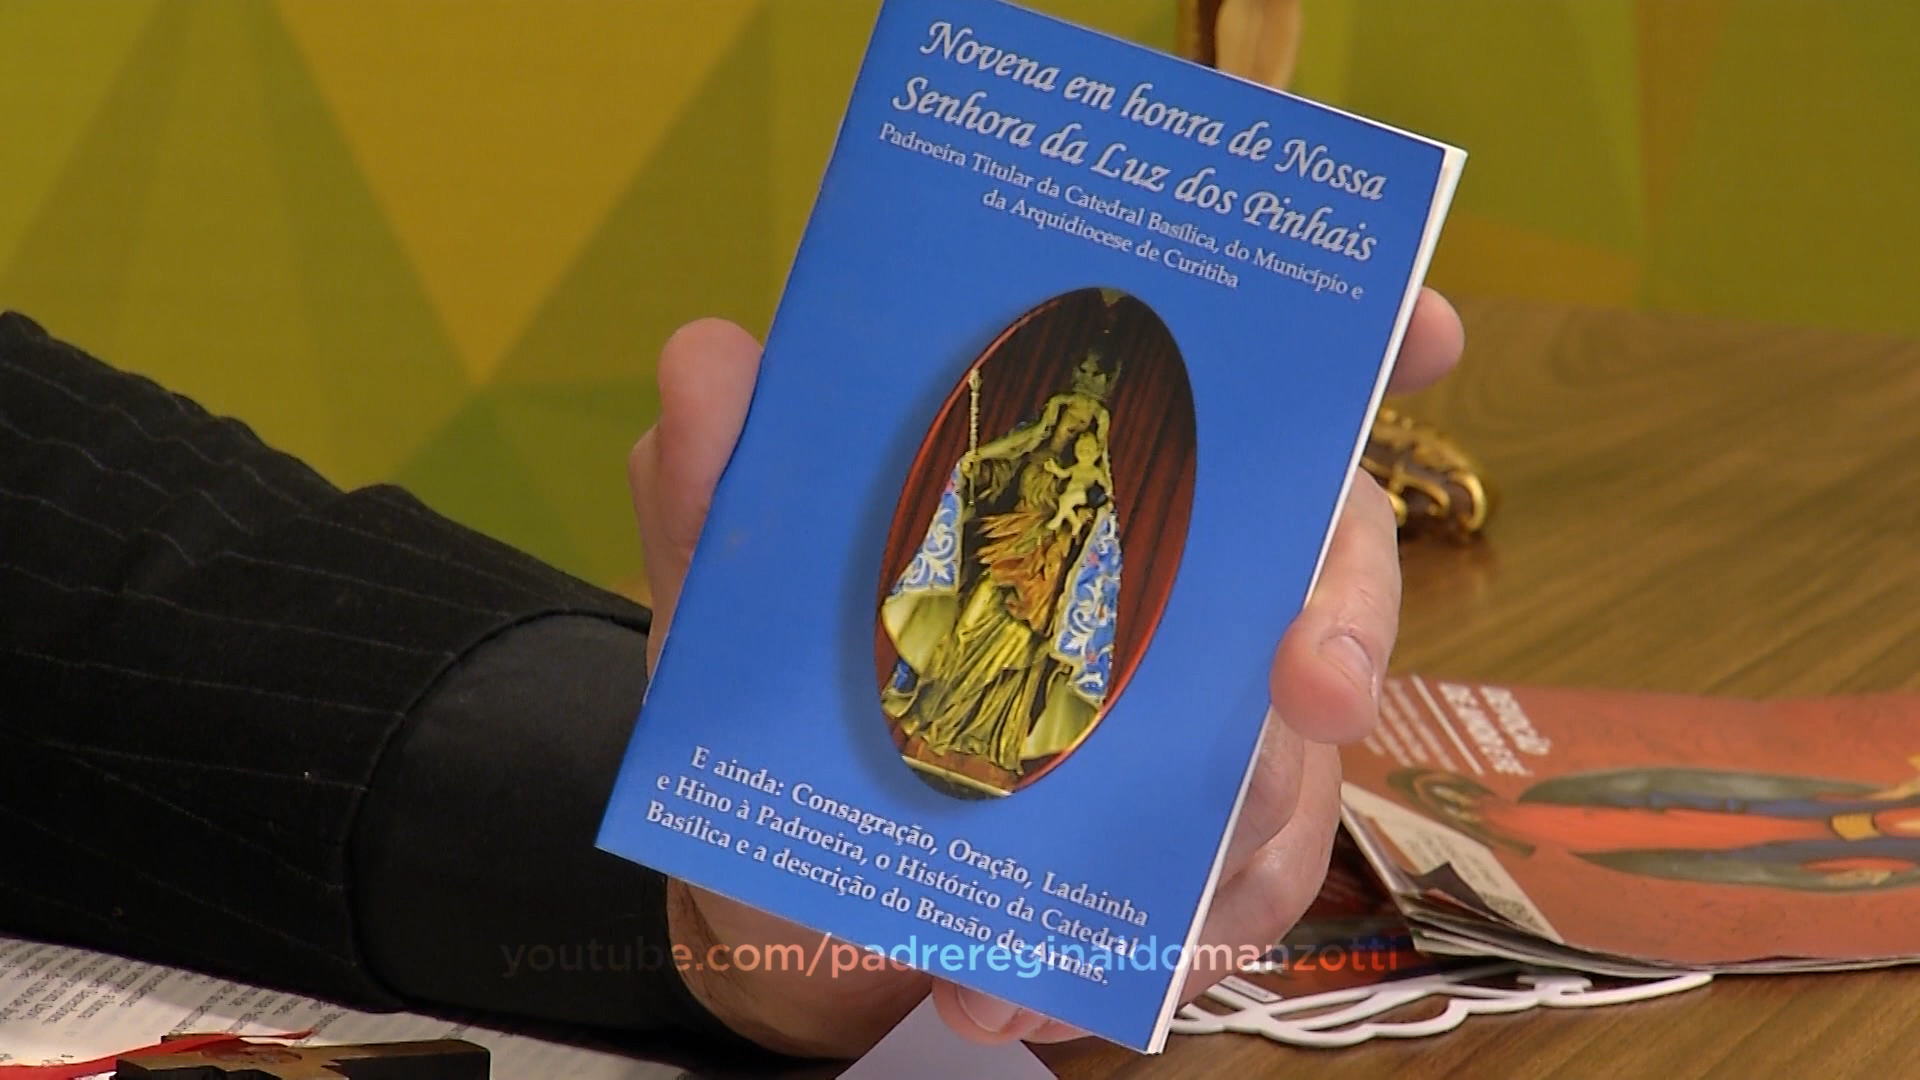 Novena em honra de Nossa
Senhora da Luz dos Pinhais
Padroeira Titular da Catedral Basílica, do Município e
da Arquidiocese de Curitiba
E ainda: Consagração, Oração, Ladainha
e Hino à Padroeira, o Histórico da Catedral
Basílica e a descrição do Brasão de Armas.
youtube.com/padrereginaldomanzotti